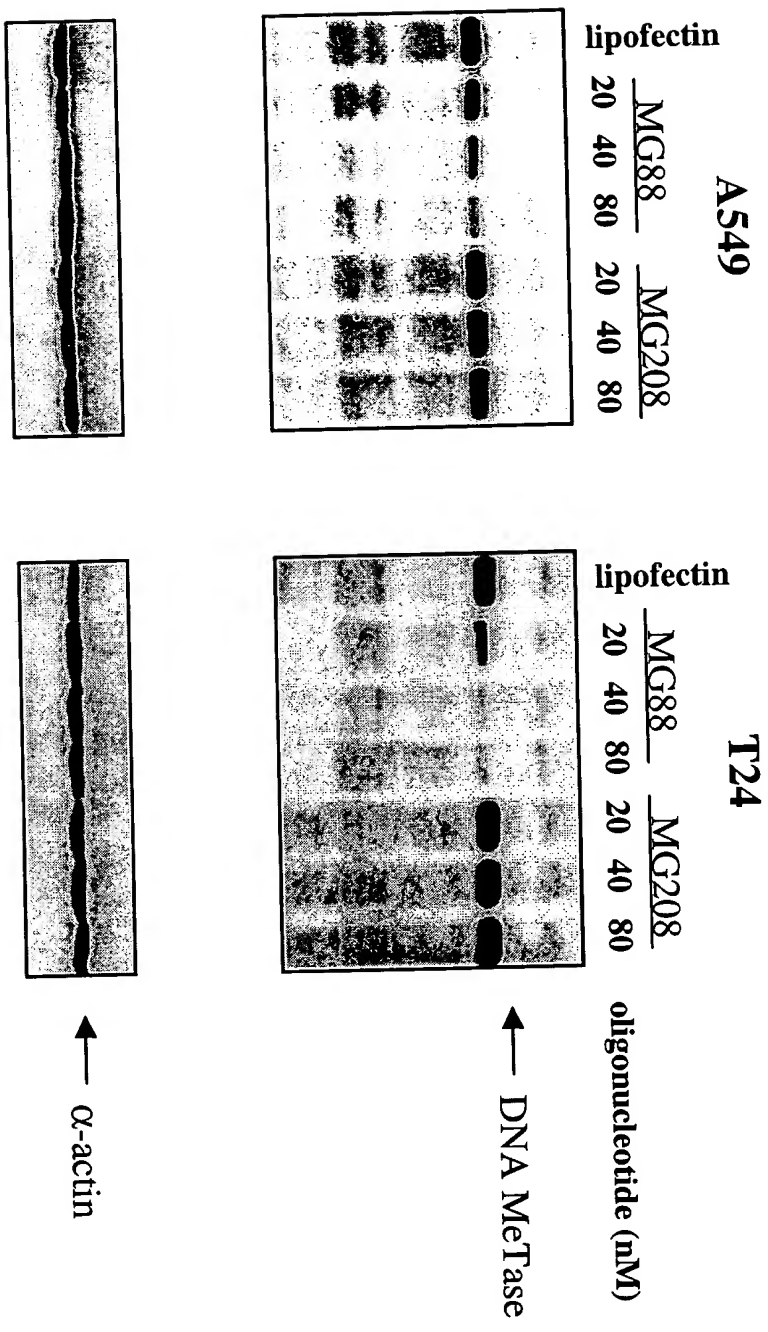 A549
T24
MG88 MG208 MG88 MG208
lipofectin 20 40 80 20 40 80 lipofectin 20 40 80 20 40 80 oligonucleotide (nM)
DNA MeTase
α-actin